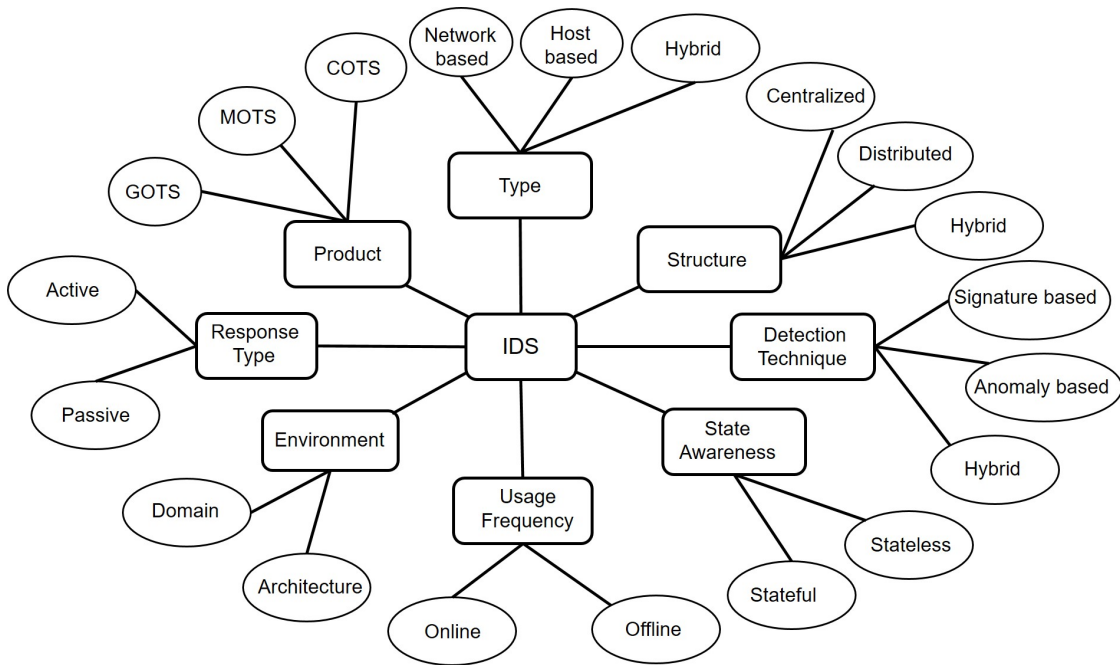 Network
based
Host
based
Hybrid
COTS
MOTS
GOTS
Centralized
Distributed
Hybrid
Type
Product
Structure
Active
Response
Type
Passive
IDS
Detection
Technique
Signature based
Anomaly based
Hybrid
Environment
Domain
Architecture
Usage
Frequency
Online
Offline
State
Awareness
Stateless
Stateful